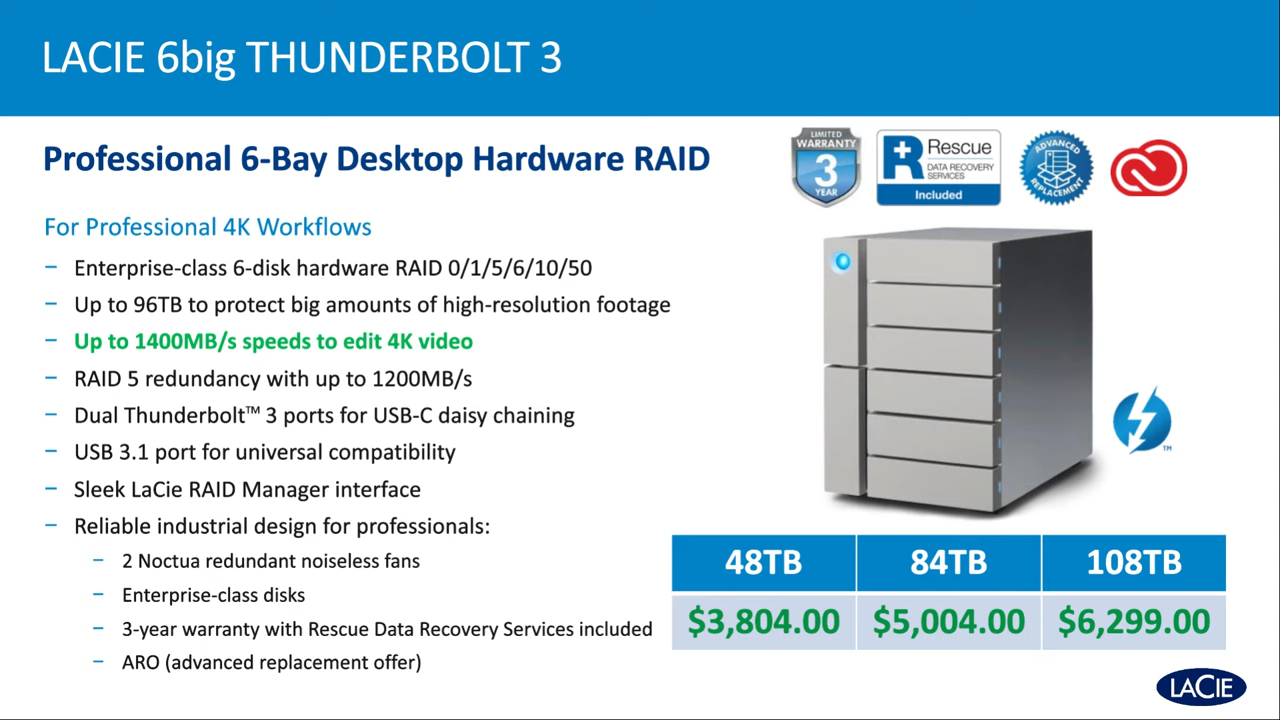 LACIE 6big THUNDERBOLT 3
Professional 6-Bay Desktop Hardware RAID
LIMITED
WARRANTY
3
YEAR
R
Rescue
DATA RECOVERY
SERVICES
Included
ADVANCED
REPLACEMENT
For Professional 4K Workflows
– Enterprise-class 6-disk hardware RAID 0/1/5/6/10/50
– Up to 96TB to protect big amounts of high-resolution footage
– Up to 1400MB/s speeds to edit 4K video
– RAID 5 redundancy with up to 1200MB/s
– Dual Thunderbolt™ 3 ports for USB-C daisy chaining
– USB 3.1 port for universal compatibility
– Sleek LaCie RAID Manager interface
– Reliable industrial design for professionals:
– 2 Noctua redundant noiseless fans
– Enterprise-class disks
– 3-year warranty with Rescue Data Recovery Services included
– ARO (advanced replacement offer)
TM
48TB 84TB 108TB
$3,804.00 $5,004.00 $6,299.00
LACIE